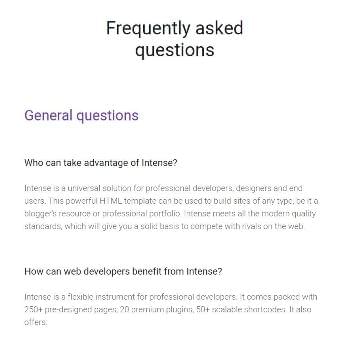 Frequently asked
questions
General questions
Who can take advantage of Intense?
Intense is a universal solution for professional developers, designers and end
users. This powerful HTML template can be used to build sites of any type, be it a
blogger's resource or professional portfolio. Intense meets all the modern quality
standards, which will give you a solid basis to compete with rivals on the web.
How can web developers benefit from Intense?
Intense is a flexible instrument for professional developers. It comes packed with
250+ pre-designed pages, 20 premium plugins, 50+ scalable shortcodes. It also
offers: